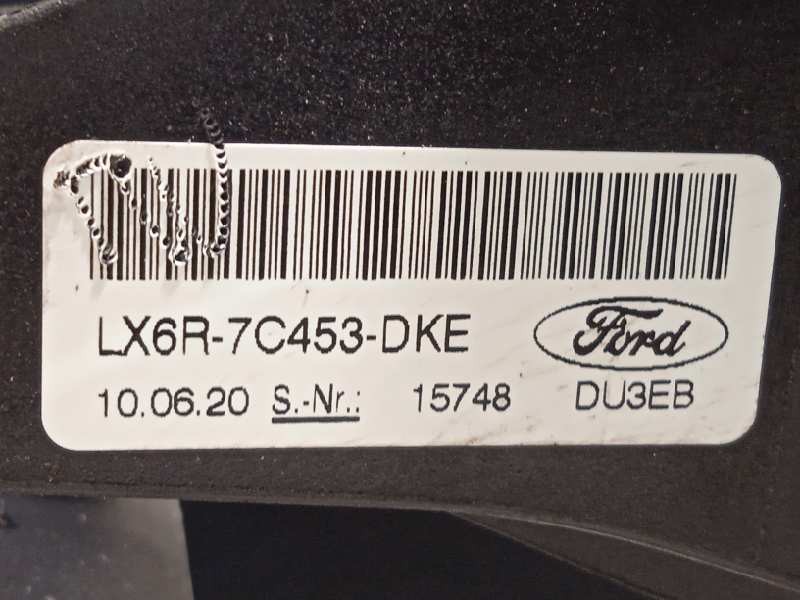 LX6R-7C453-DKE Ford
10.06.20 S.-Nr.: 15748 DU3EB